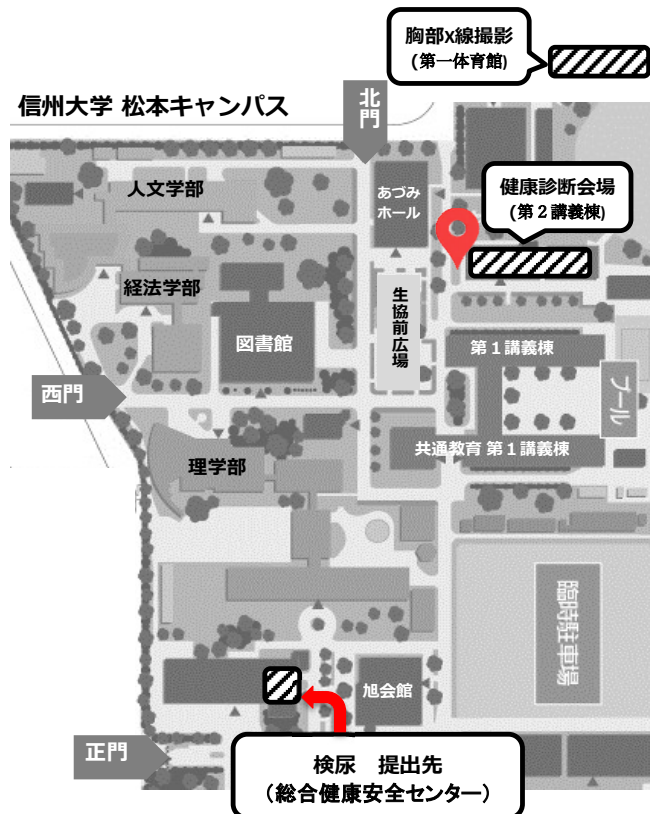 胸部X線撮影
(第一体育館)
信州大学 松本キャンパス
北門
人文学部
あづみ
ホール
健康診断会場
(第２講義棟)
経法学部
生協前広場
図書館
第１講義棟
プール
西門
共通教育 第１講義棟
理学部
臨時駐車場
旭会館
正門
検尿　提出先
（総合健康安全センター）